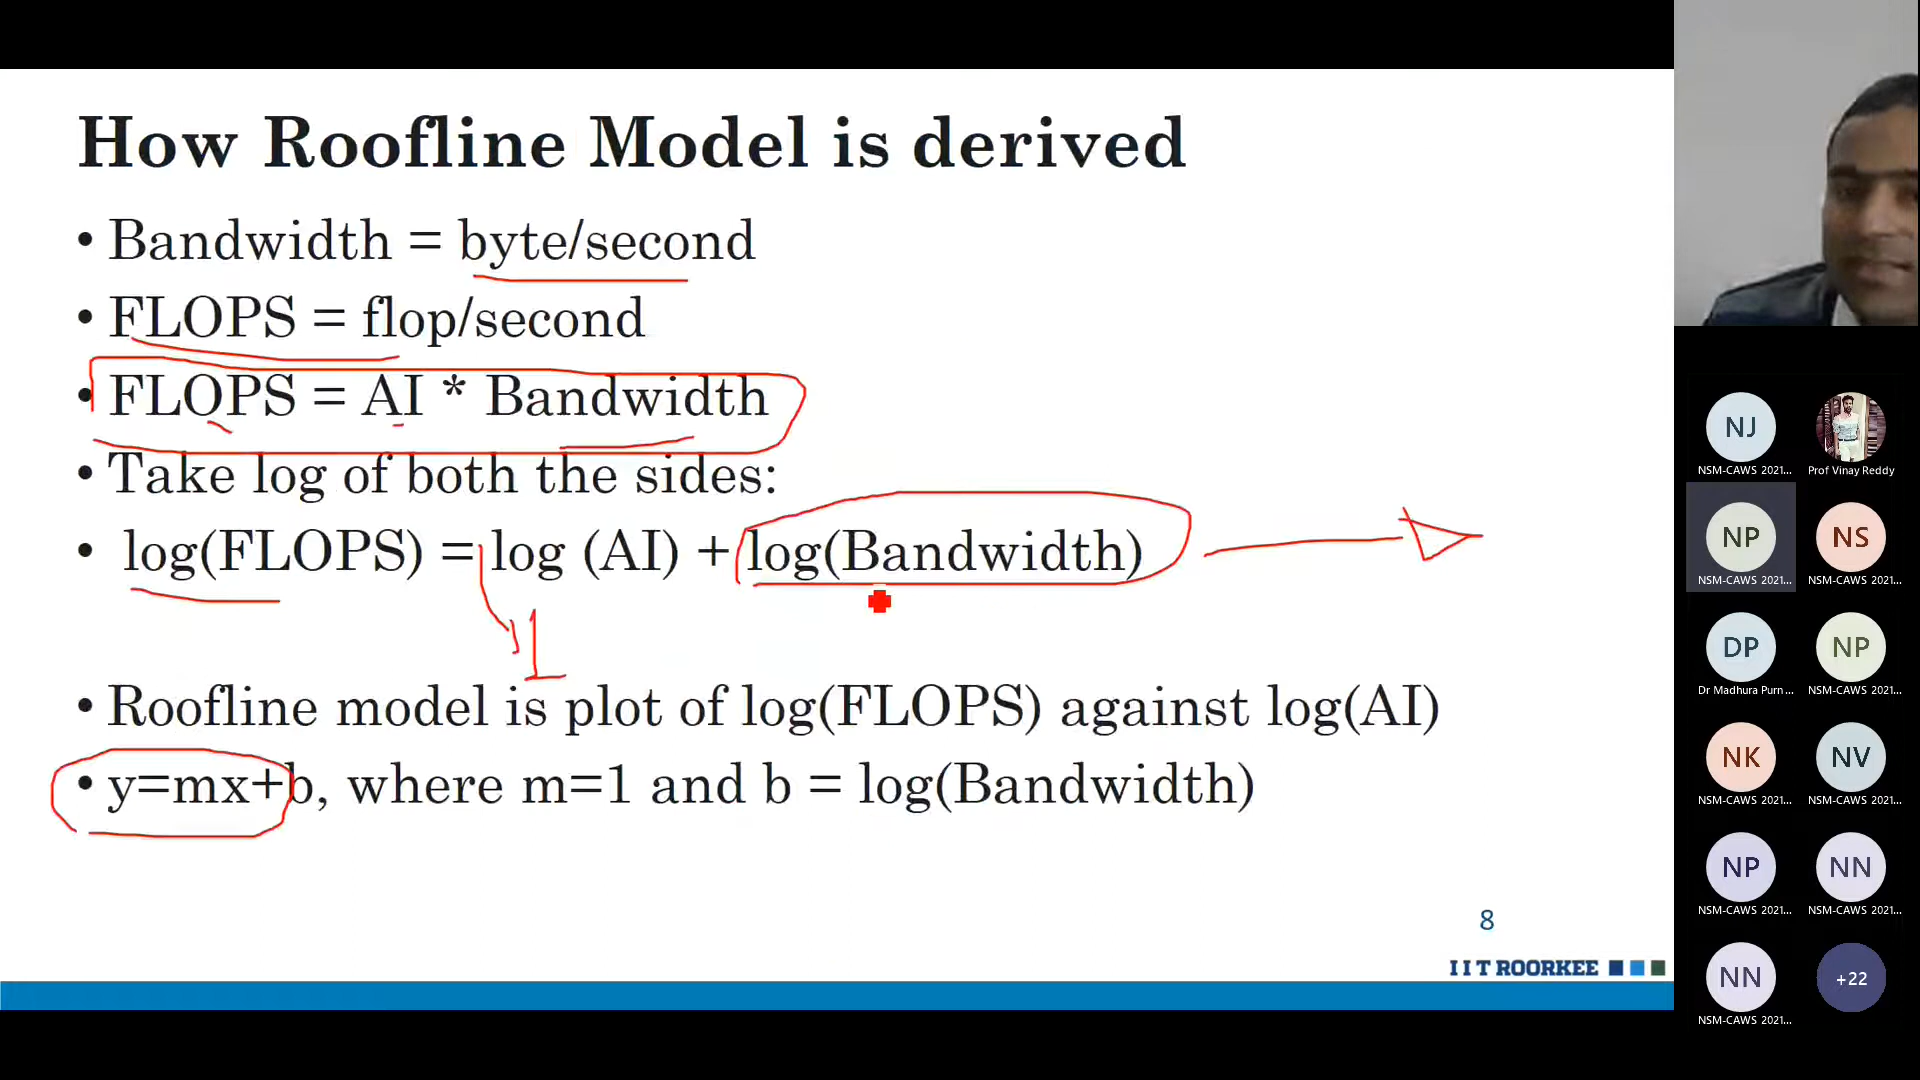 How Roofline Model is derived
• Bandwidth = byte/second
• FLOPS = flop/second
• FLOPS = AI * Bandwidth
• Take log of both the sides:
• log(FLOPS) = log (AI) + log(Bandwidth)
1
• Roofline model is plot of log(FLOPS) against log(AI)
• y=mx+b, where m=1 and b = log(Bandwidth)
8
IIT ROORKEE
NJ
NSM-CAWS 2021...
Prof Vinay Reddy
NP
NSM-CAWS 2021...
NS
NSM-CAWS 2021...
DP
Dr Madhura Purn...
NP
NSM-CAWS 2021...
NK
NSM-CAWS 2021...
NV
NSM-CAWS 2021...
NP
NSM-CAWS 2021...
NN
NSM-CAWS 2021...
NN
NSM-CAWS 2021...
+22